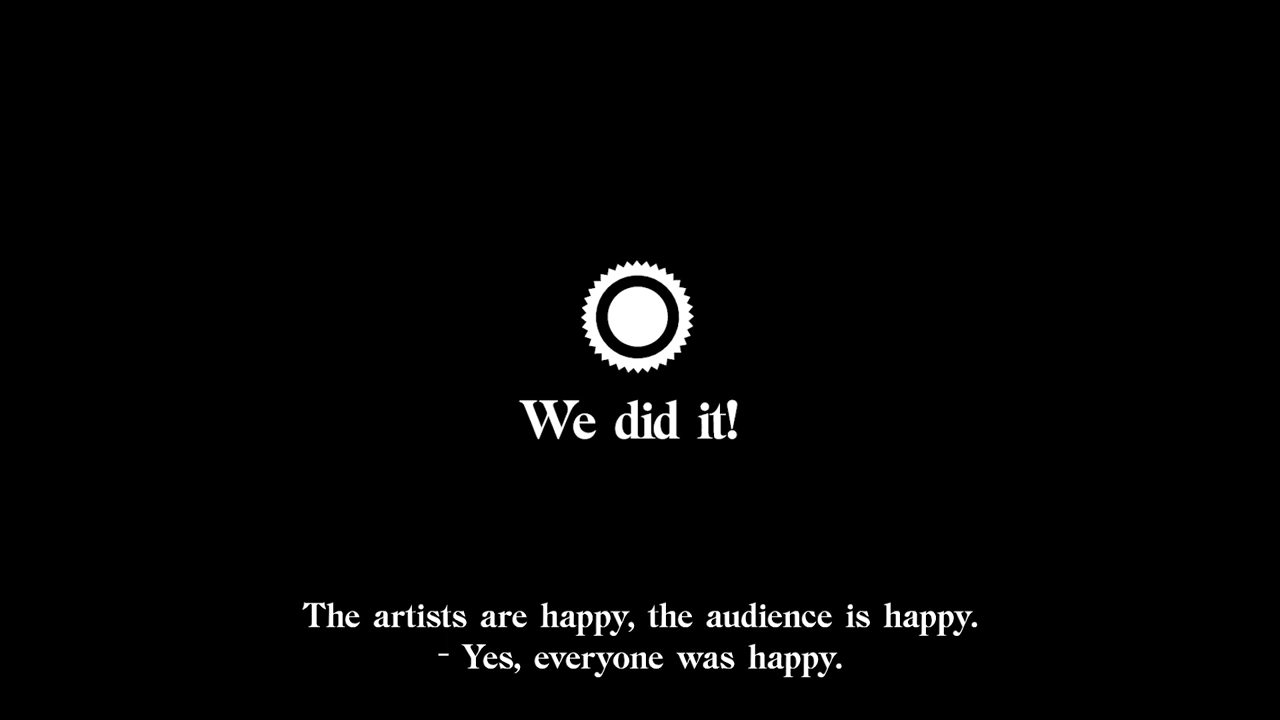 We did it!
The artists are happy, the audience is happy.
- Yes, everyone was happy.